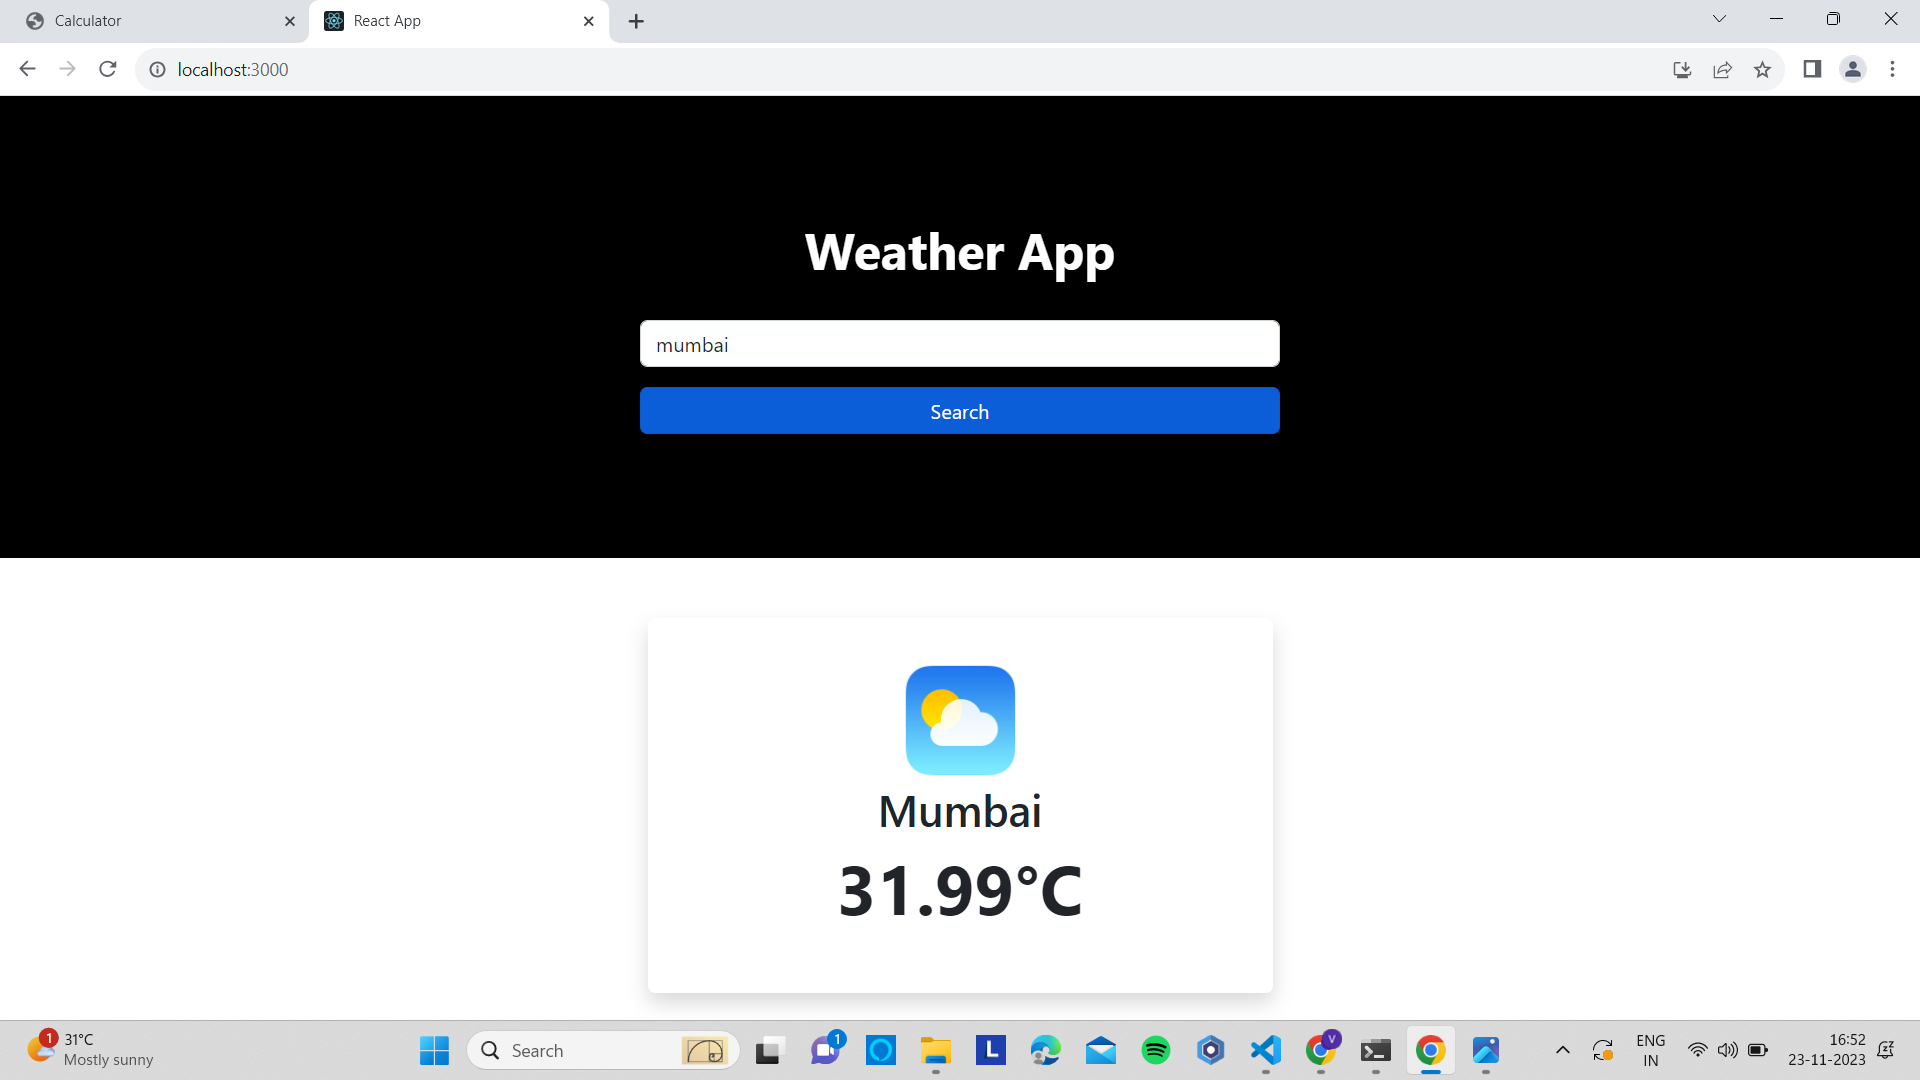 Calculator
React App
localhost:3000
Weather App
mumbai
Search
Mumbai
31.99°C
1
31°C
Mostly sunny
Search
1
L
V
ENG
IN
16:52
23-11-2023